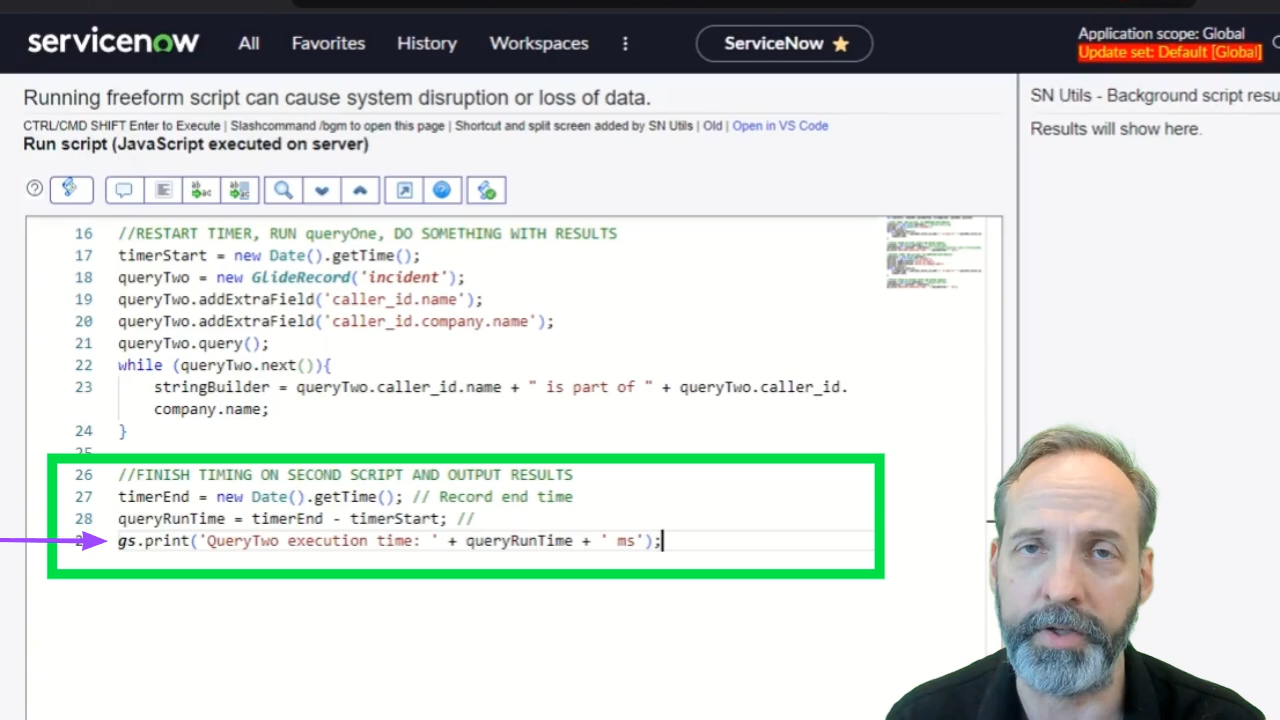 servicenow All Favorites History Workspaces ServiceNow Application scope: Global
Update set: Default [Global]
Running freeform script can cause system disruption or loss of data.
CTRL/CMD SHIFT Enter to Execute | Slashcommand /bgm to open this page | Shortcut and split screen added by SN Utils | Old | Open in VS Code
Run script (JavaScript executed on server)
SN Utils - Background script resu
Results will show here.
16 //RESTART TIER, RUN queryOne, DO SOMETHING WITH RESULTS
17 timerStart = new Date().getTime();
18 queryTwo = new GlideRecord('incident');
19 queryTwo.addExtraField('caller_id.name');
20 queryTwo.addExtraField('caller_id.company.name');
21 queryTwo.query();
22 while (queryTwo.next()){
23 stringBuilder = queryTwo.caller_id.name + " is part of " + queryTwo.caller_id.
company.name;
24 }
25
26 //FINISH TIMING ON SECOND SCRIPT AND OUTPUT RESULTS
27 timerEnd = new Date().getTime(); // Record end time
28 queryRunTime = timerEnd - timerStart; //
gs.print('QueryTwo execution time: ' + queryRunTime + ' ms');